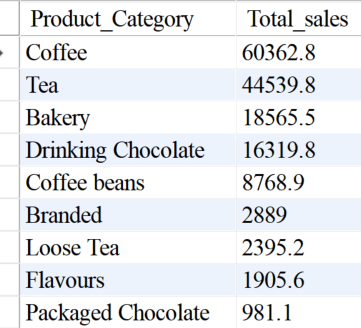 Product_Category Total_sales
Coffee 60362.8
Tea 44539.8
Bakery 18565.5
Drinking Chocolate 16319.8
Coffee beans 8768.9
Branded 2889
Loose Tea 2395.2
Flavours 1905.6
Packaged Chocolate 981.1